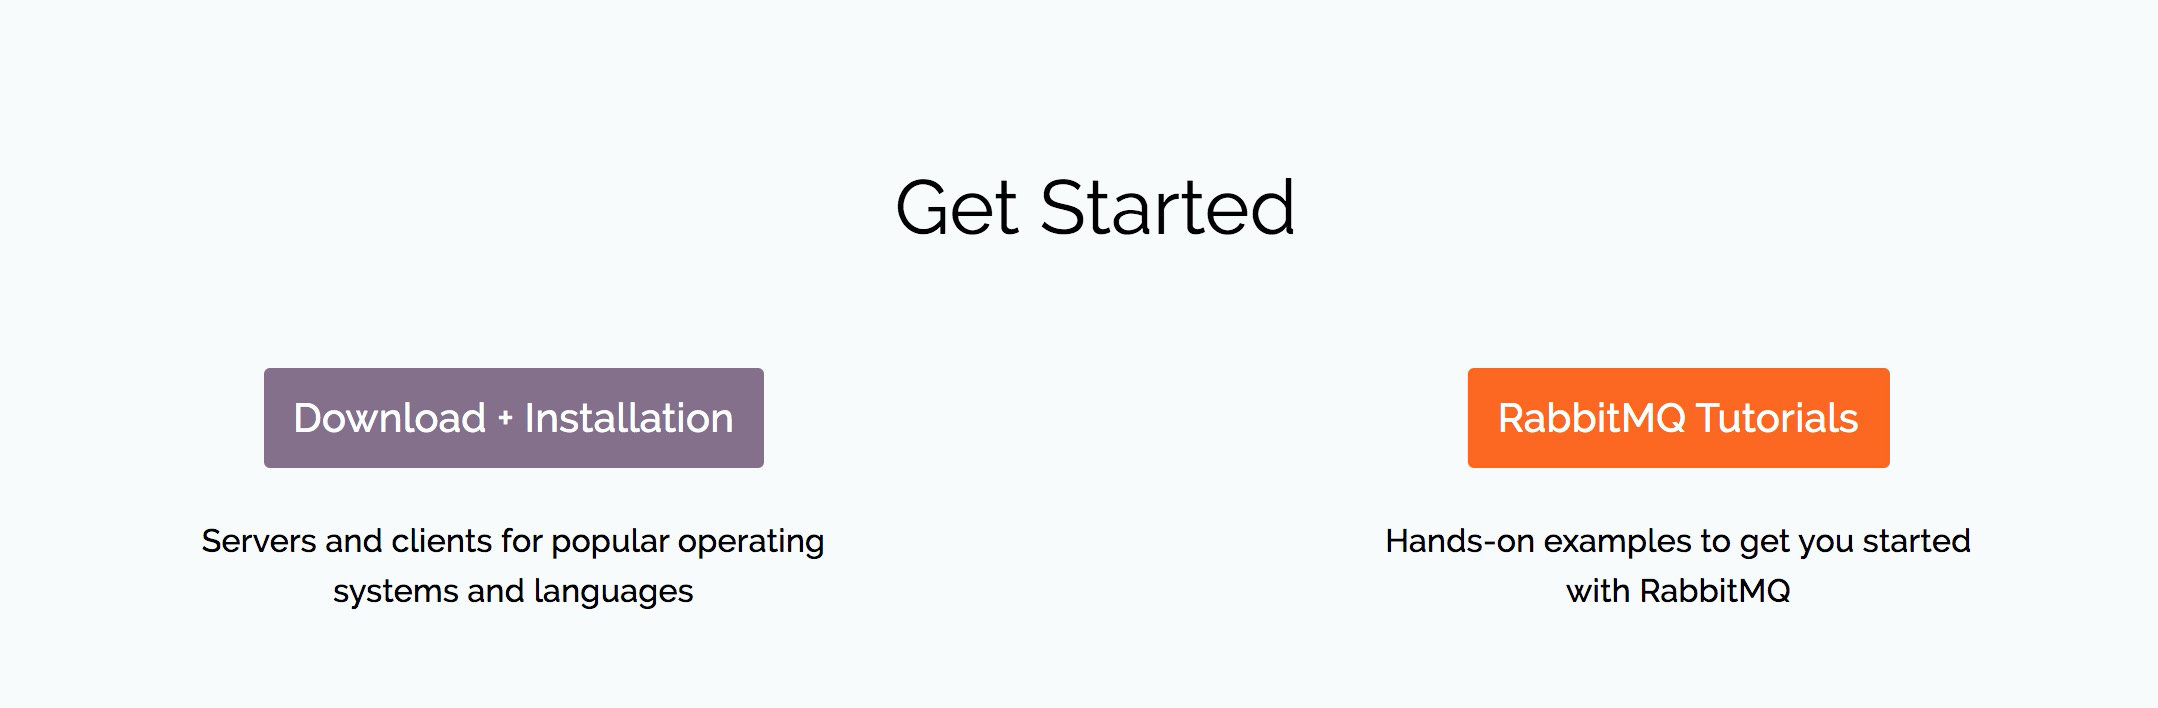 Get Started
Download + Installation
Servers and clients for popular operating
systems and languages
RabbitMQ Tutorials
Hands-on examples to get you started
with RabbitMQ